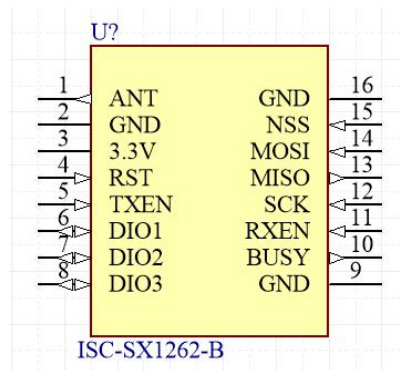 U?
1 ANT GND 16
2 GND NSS 15
3 3.3V MOSI 14
4 RST MISO 13
5 TXEN SCK 12
6 DIO1 RXEN 11
7 DIO2 BUSY 10
8 DIO3 GND 9
ISC-SX1262-B